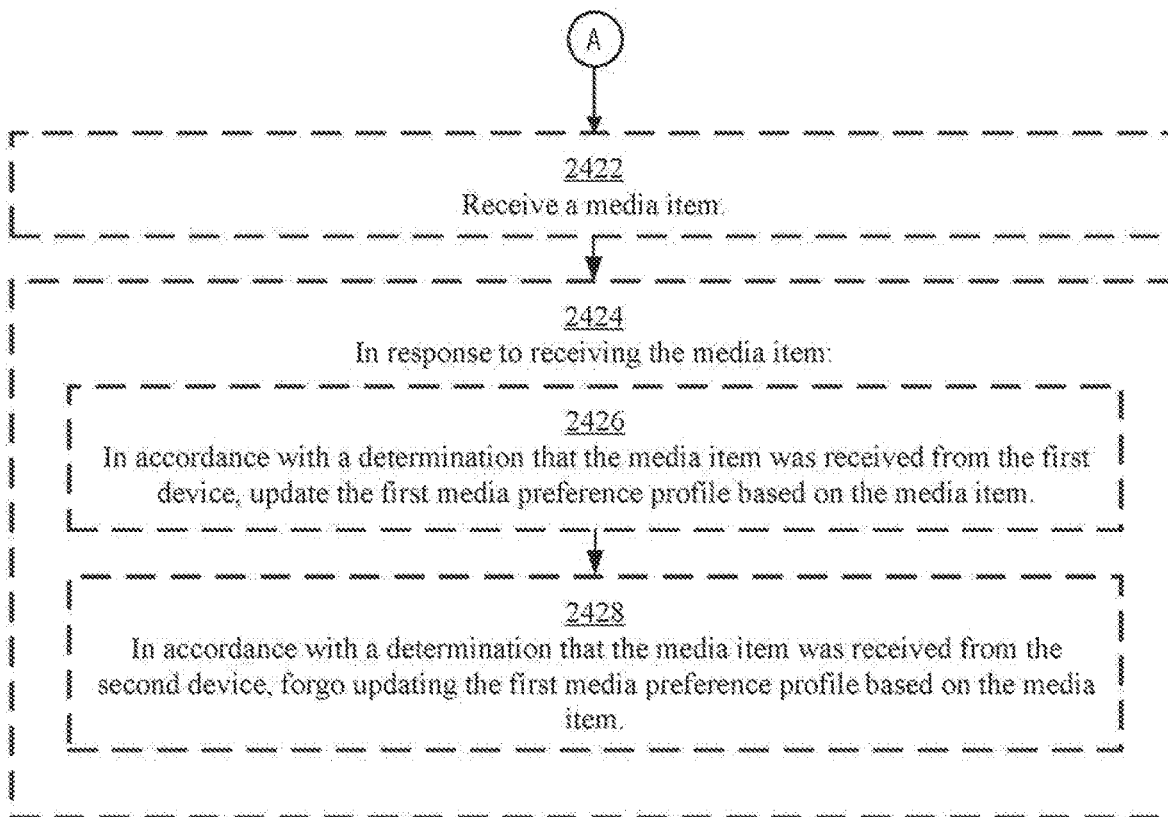 A
2422
Receive a media item.
2424
In response to receiving the media item:
2426
In accordance with a determination that the media item was received from the first
device, update the first media preference profile based on the media item.
2428
In accordance with a determination that the media item was received from the
second device, forgo updating the first media preference profile based on the media
item.